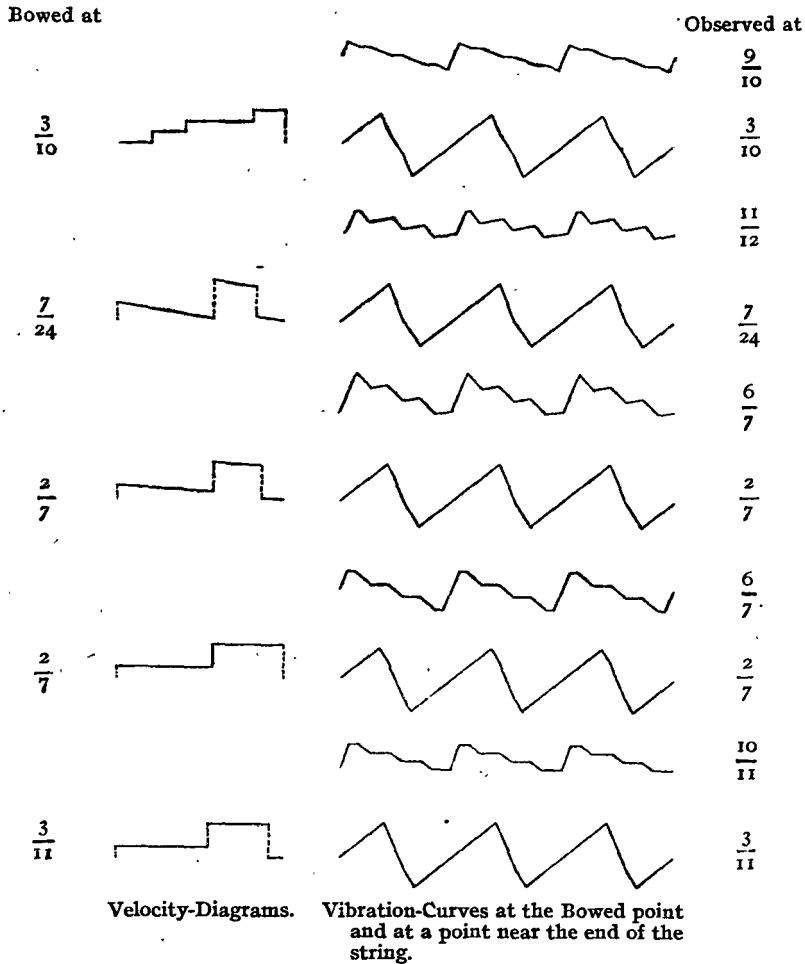 Bowed at
Observed at
9/10
3/10 3/10
11/12
7/24 7/24
6/7
2/7 2/7
6/7
2/7 2/7
10/11
3/11 3/11
Velocity-Diagrams. Vibration-Curves at the Bowed point
and at a point near the end of the
string.